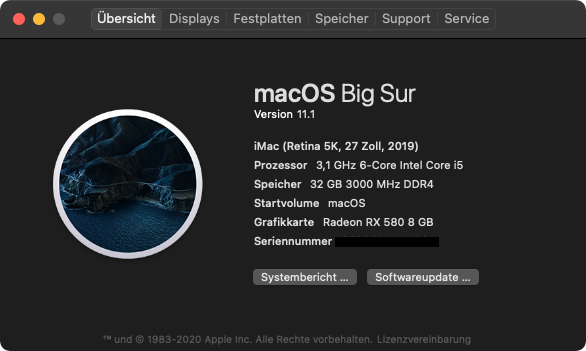 Übersicht Displays Festplatten Speicher Support Service
macOS Big Sur
Version 11.1
iMac (Retina 5K, 27 Zoll, 2019)
Prozessor 3,1 GHz 6-Core Intel Core i5
Speicher 32 GB 3000 MHz DDR4
Startvolume macOS
Grafikkarte Radeon RX 580 8 GB
Seriennummer
Systembericht ... Softwareupdate ...
™ und © 1983-2020 Apple Inc. Alle Rechte vorbehalten. Lizenzvereinbarung